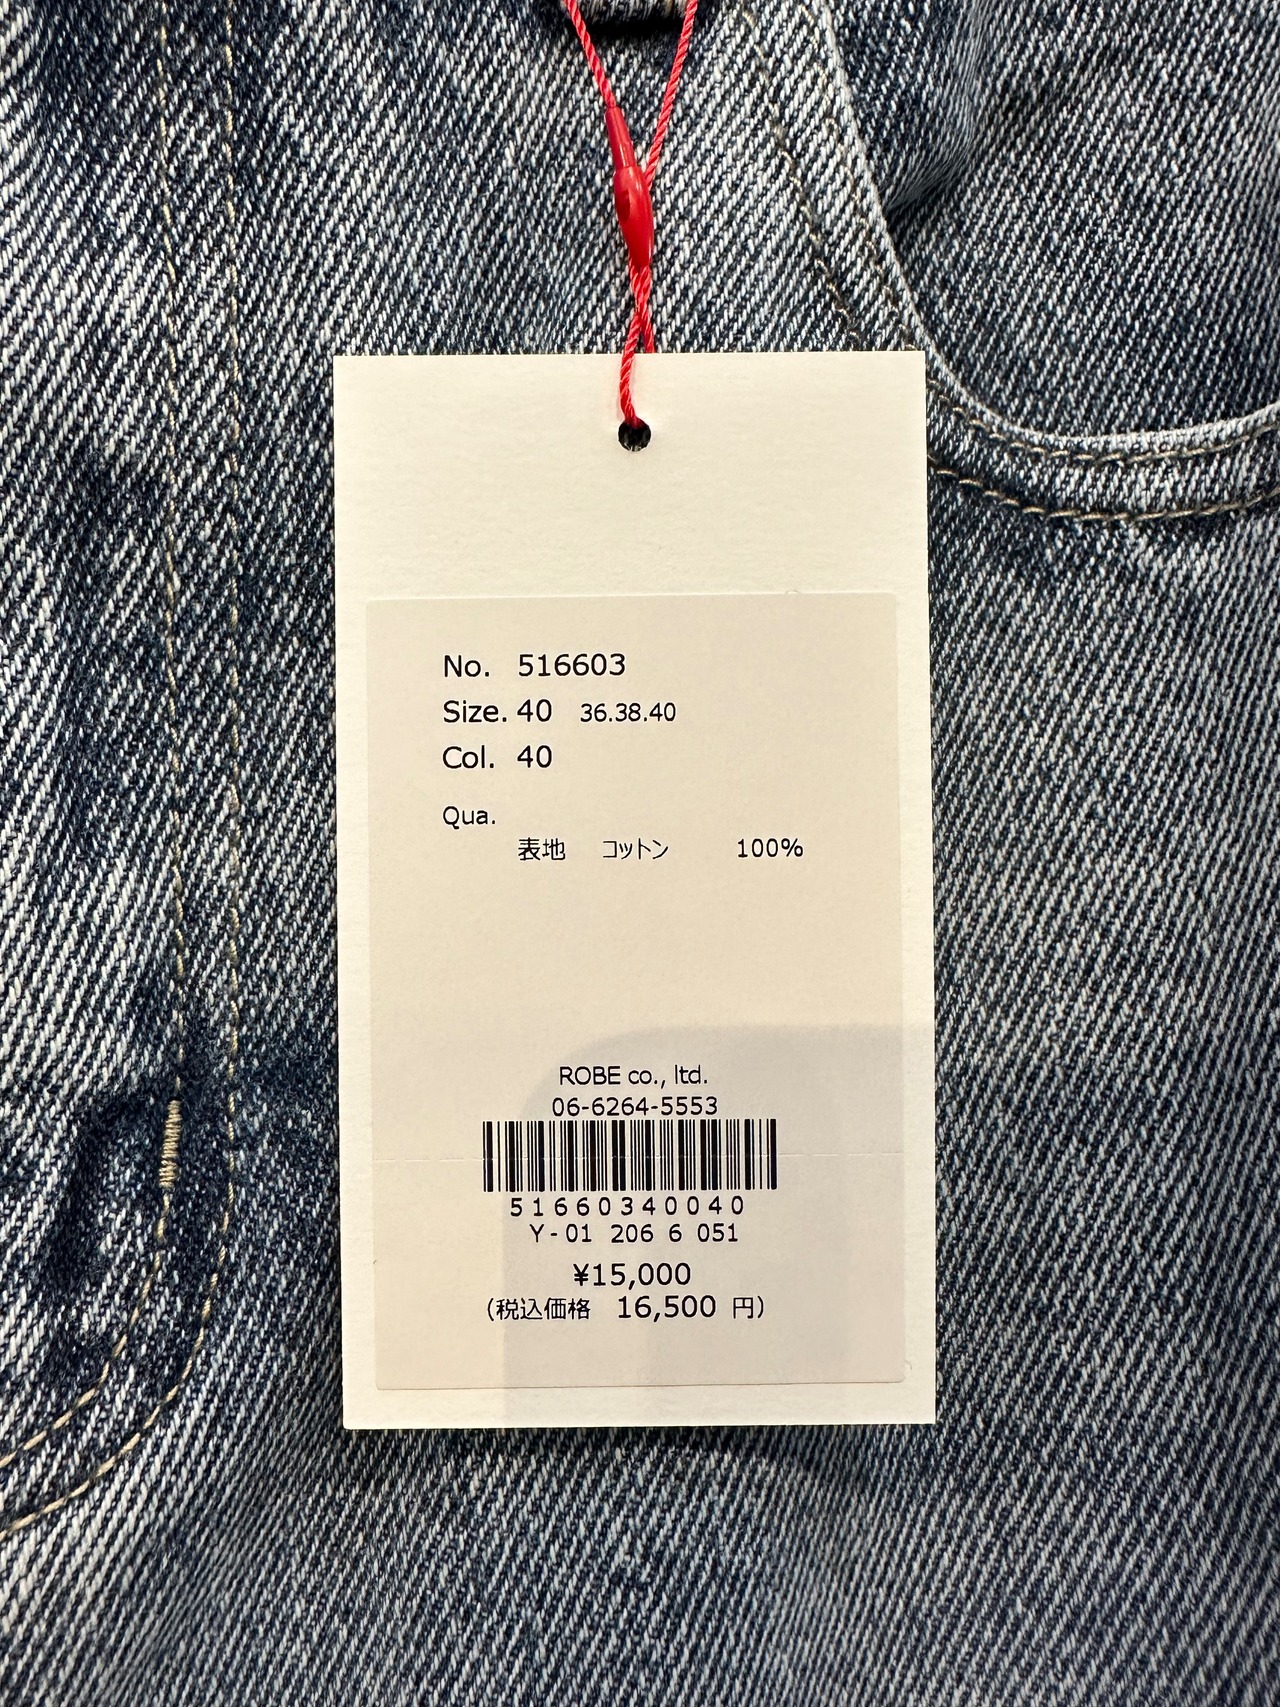 No. 516603
Size. 40 36.38.40
Col. 40
Qua.
表地 コットン 100%
ROBE co., ltd.
06-6264-5553
51660340040
Y-01 206 6 051
¥15,000
(税込価格 16,500 円)